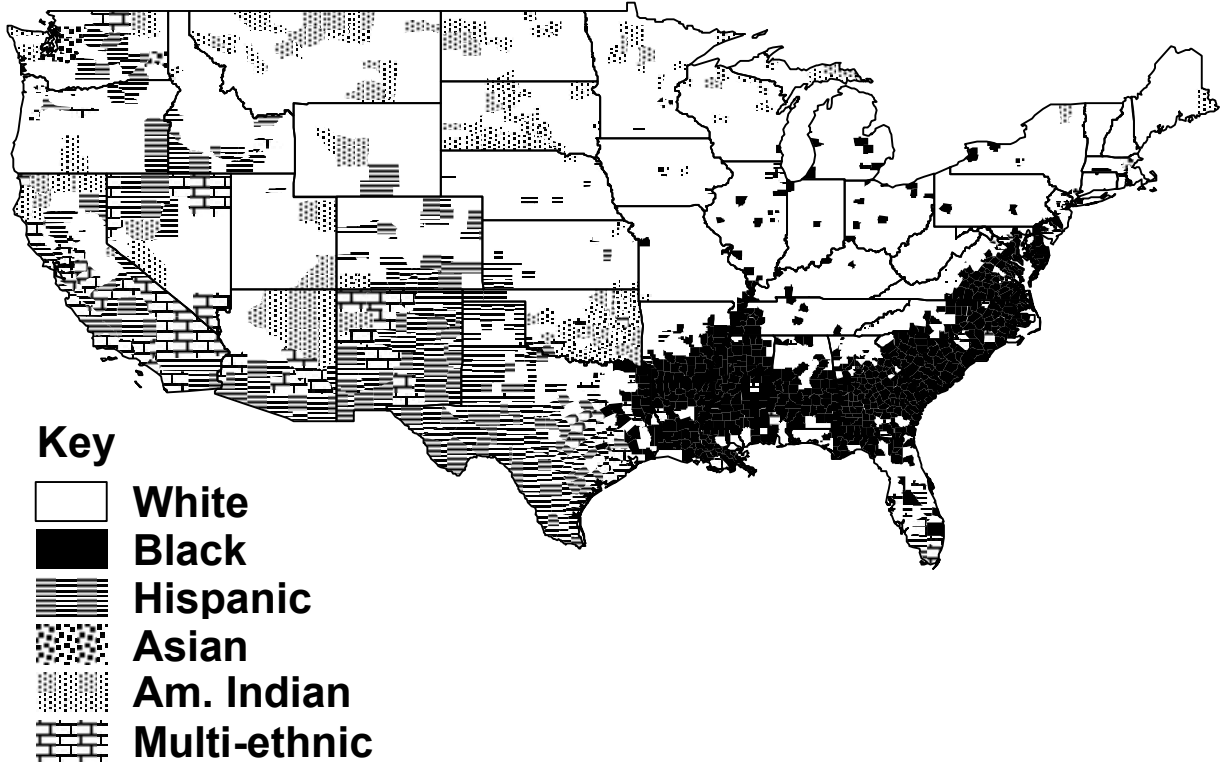 Key
White
Black
Hispanic
Asian
Am. Indian
Multi-ethnic